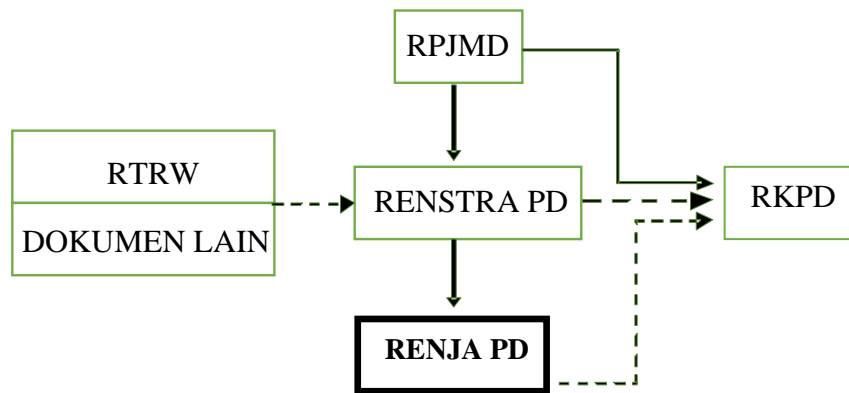 RPJMD
RTRW
DOKUMEN LAIN
RENSTRA PD
RKPD
RENJA PD